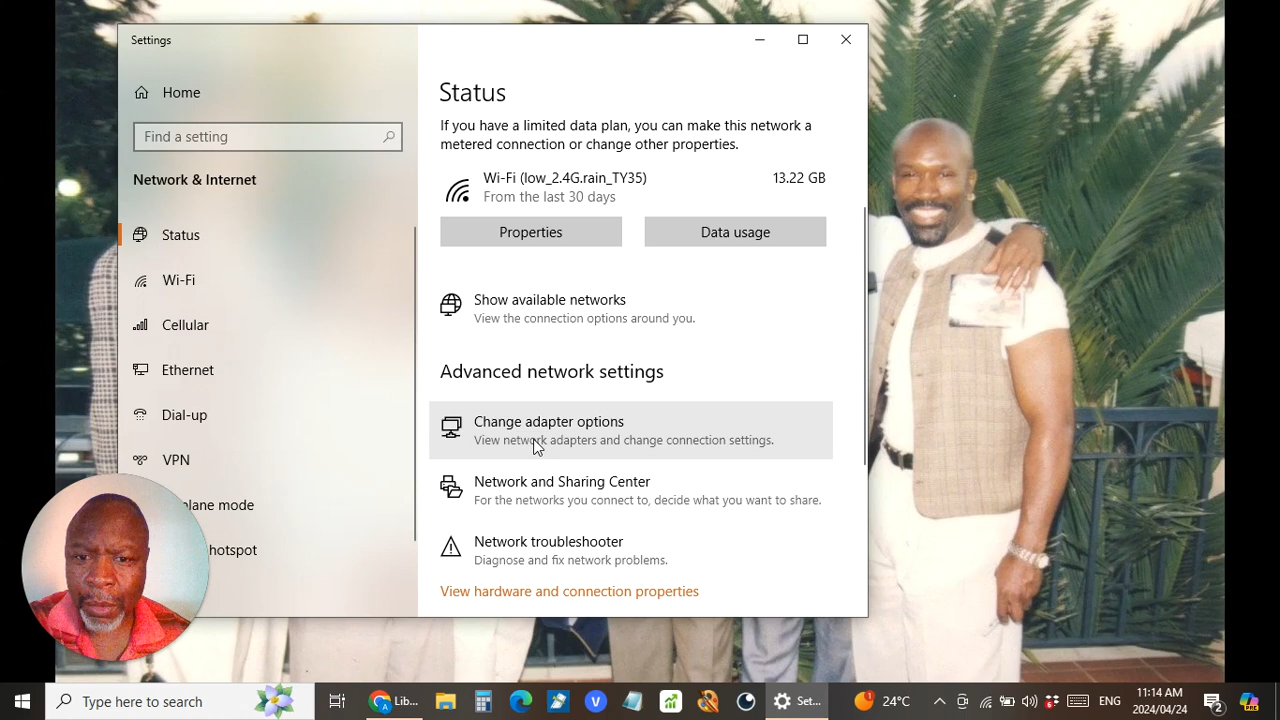 Settings
Home
Find a setting
Network & Internet
Status
Wi-Fi
Cellular
Ethernet
Dial-up
VPN
plane mode
hotspot
Status
If you have a limited data plan, you can make this network a
metered connection or change other properties.
Wi-Fi (low_2.4G.rain_TY35) 13.22 GB
From the last 30 days
Properties Data usage
Show available networks
View the connection options around you.
Advanced network settings
Change adapter options
View network adapters and change connection settings.
Network and Sharing Center
For the networks you connect to, decide what you want to share.
Network troubleshooter
Diagnose and fix network problems.
View hardware and connection properties
Type here to search Lib... V Set... 1 24°C ENG 11:14 AM
2024/04/24 2 PRE